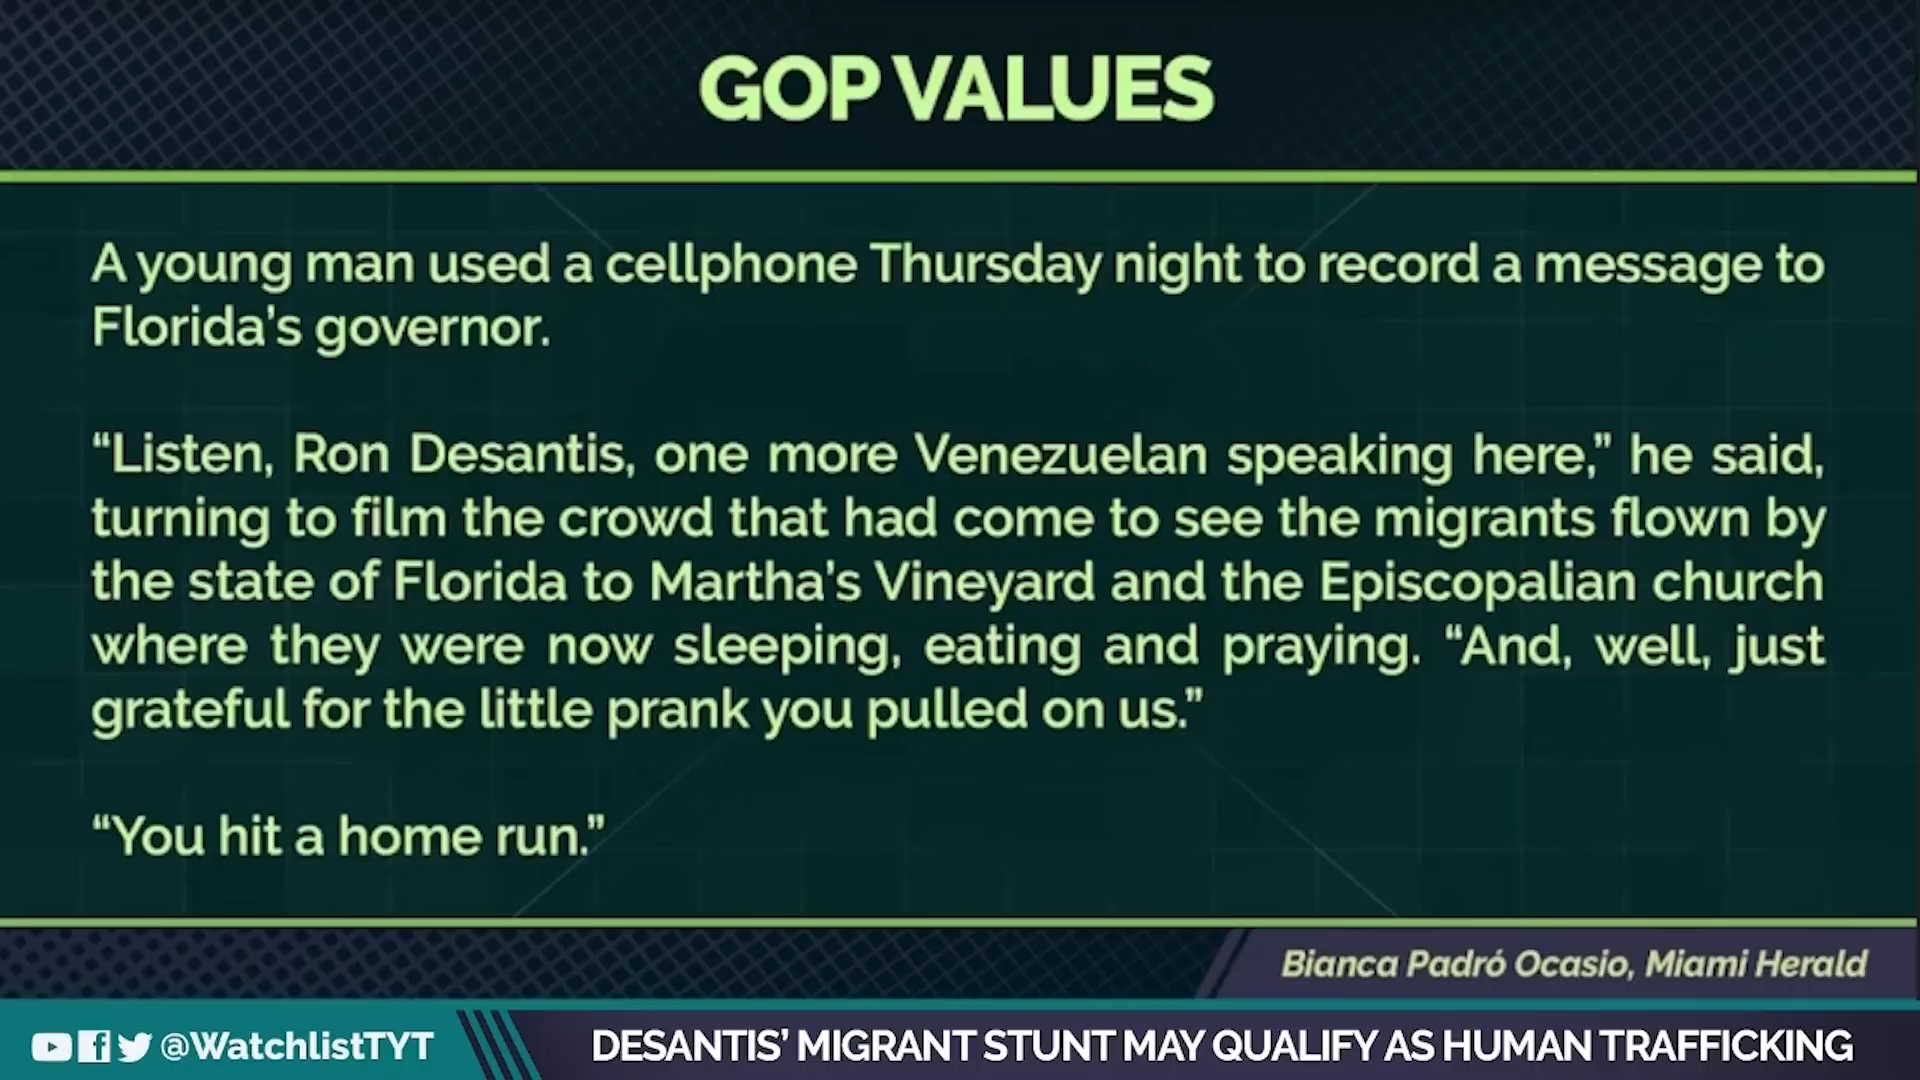 GOP VALUES
A young man used a cellphone Thursday night to record a message to
Florida’s governor.
“Listen, Ron Desantis, one more Venezuelan speaking here,” he said,
turning to film the crowd that had come to see the migrants flown by
the state of Florida to Martha’s Vineyard and the Episcopalian church
where they were now sleeping, eating and praying. “And, well, just
grateful for the little prank you pulled on us.”
“You hit a home run.”
Bianca Padró Ocasio, Miami Herald
@WatchlistTYT
DESANTIS’ MIGRANT STUNT MAY QUALIFY AS HUMAN TRAFFICKING